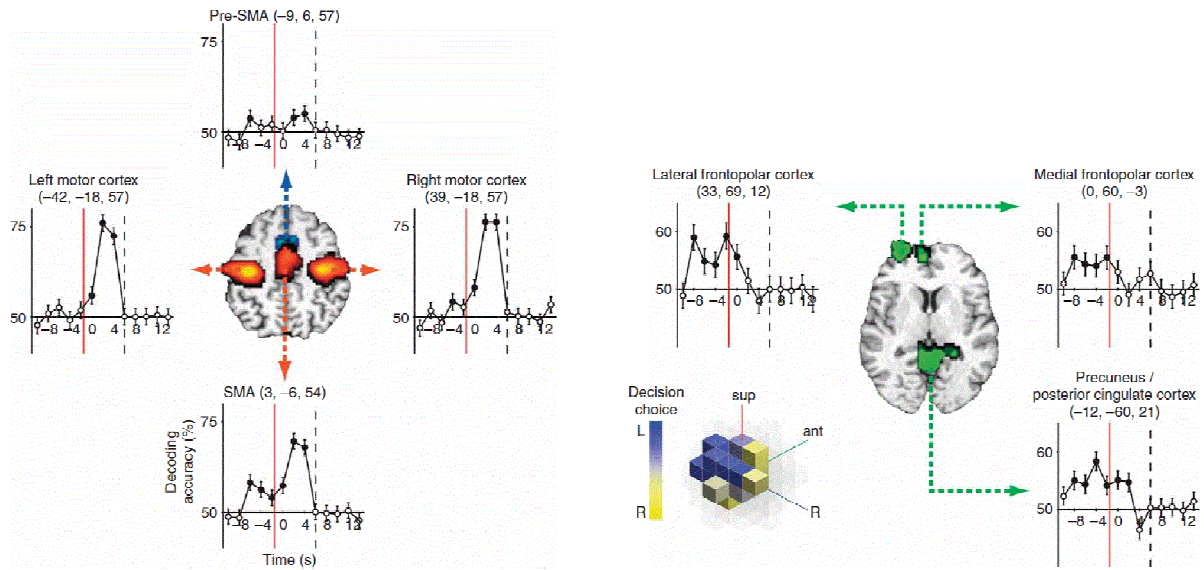 Pre-SMA (–9, 6, 57)
75
50
–8 –4 0 4 8 12
Left motor cortex
(–42, –18, 57)
75
50
–8 –4 0 4 8 12
Right motor cortex
(39, –18, 57)
75
50
–8 –4 0 4 8 12
SMA (3, –6, 54)
75
50
Decoding
accuracy (%)
–8 –4 0 4 8 12
Time (s)
Lateral frontopolar cortex
(33, 69, 12)
60
50
–8 –4 0 4 8 12
Medial frontopolar cortex
(0, 60, –3)
60
50
–8 –4 0 4 8 12
Decision
choice
L
R
sup
ant
R
Precuneus /
posterior cingulate cortex
(–12, –60, 21)
60
50
–8 –4 0 4 8 12